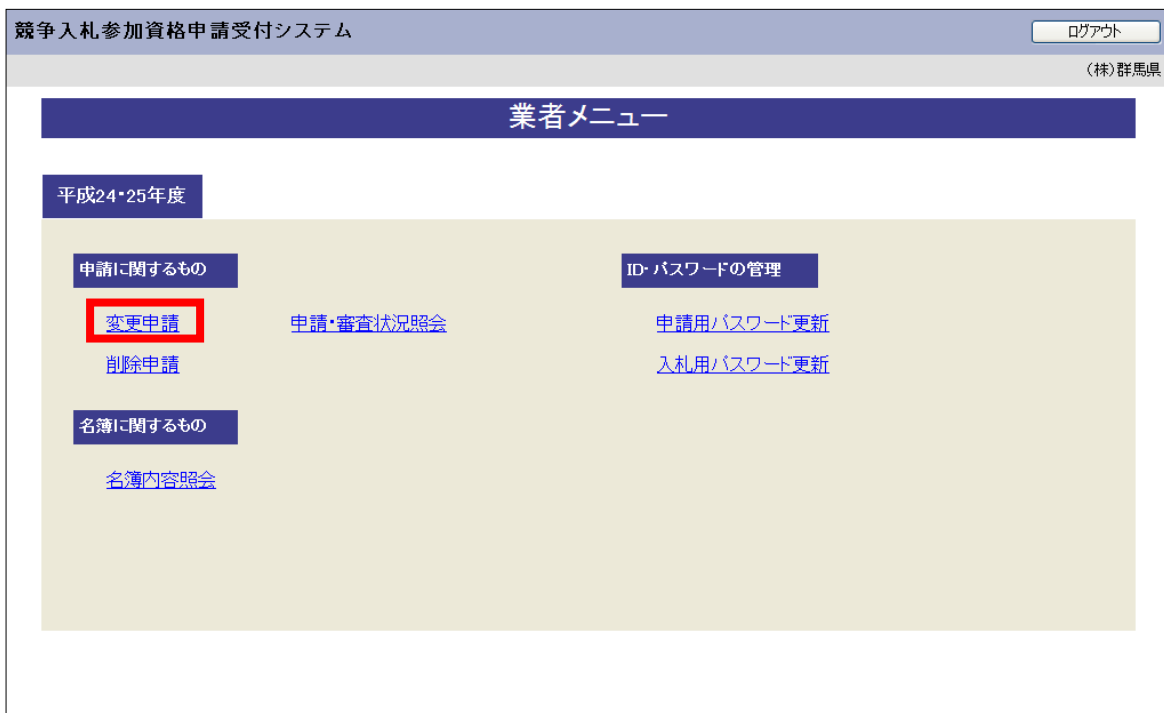 競争入札参加資格申請受付システム
ログアウト
(株)群馬県
業者メニュー
平成24・25年度
申請に関するもの
変更申請
申請・審査状況照会
削除申請
名簿に関するもの
名簿内容照会
ID・パスワードの管理
申請用パスワード更新
入札用パスワード更新